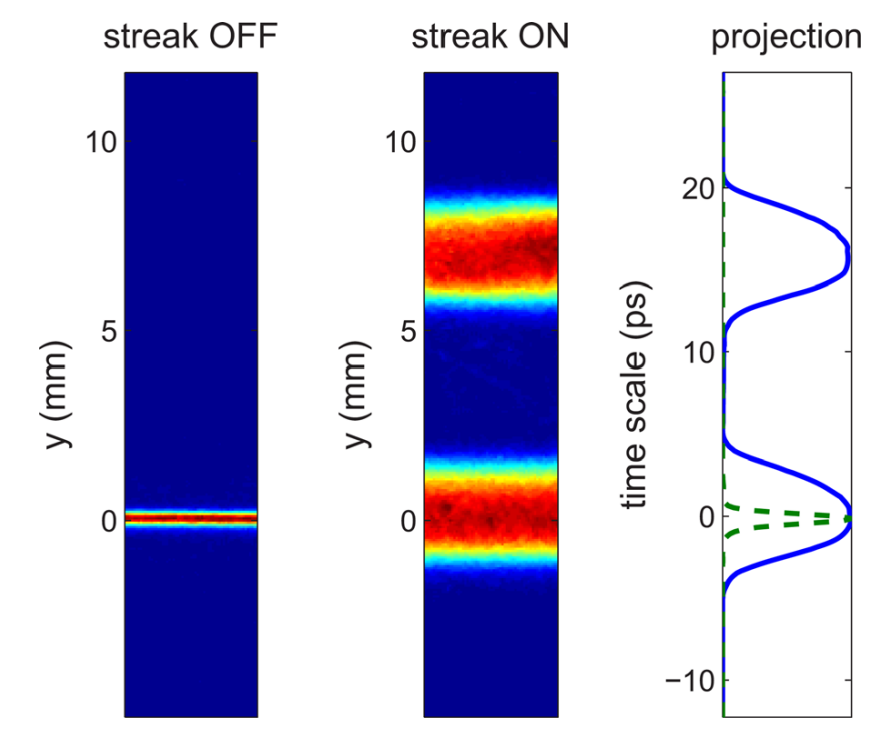 streak OFF
streak ON
projection
y (mm)
10
5
0
y (mm)
10
5
0
time scale (ps)
20
10
0
−10